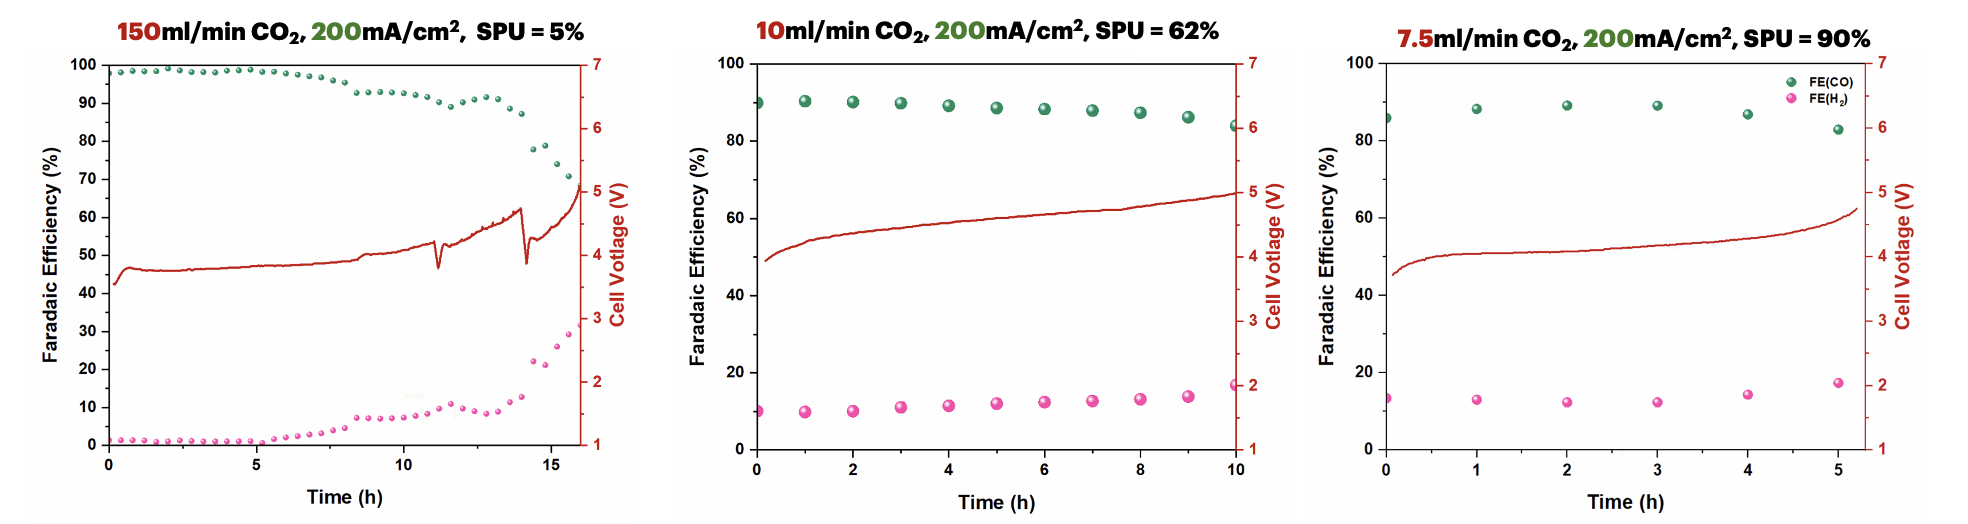 150ml/min CO2, 200mA/cm2, SPU = 5%
100
90
80
70
60
50
40
30
20
10
0
Faradaic Efficiency (%)
0 5 10 15
Time (h)
7
6
5
4
3
2
1
Cell Votlage (V)
10ml/min CO2, 200mA/cm2, SPU = 62%
100
80
60
40
20
0
Faradaic Efficiency (%)
0 2 4 6 8 10
Time (h)
7
6
5
4
3
2
1
Cell Votlage (V)
7.5ml/min CO2, 200mA/cm2, SPU = 90%
100
80
60
40
20
0
Faradaic Efficiency (%)
FE(CO)
FE(H2)
0 1 2 3 4 5
Time (h)
7
6
5
4
3
2
1
Cell Votlage (V)